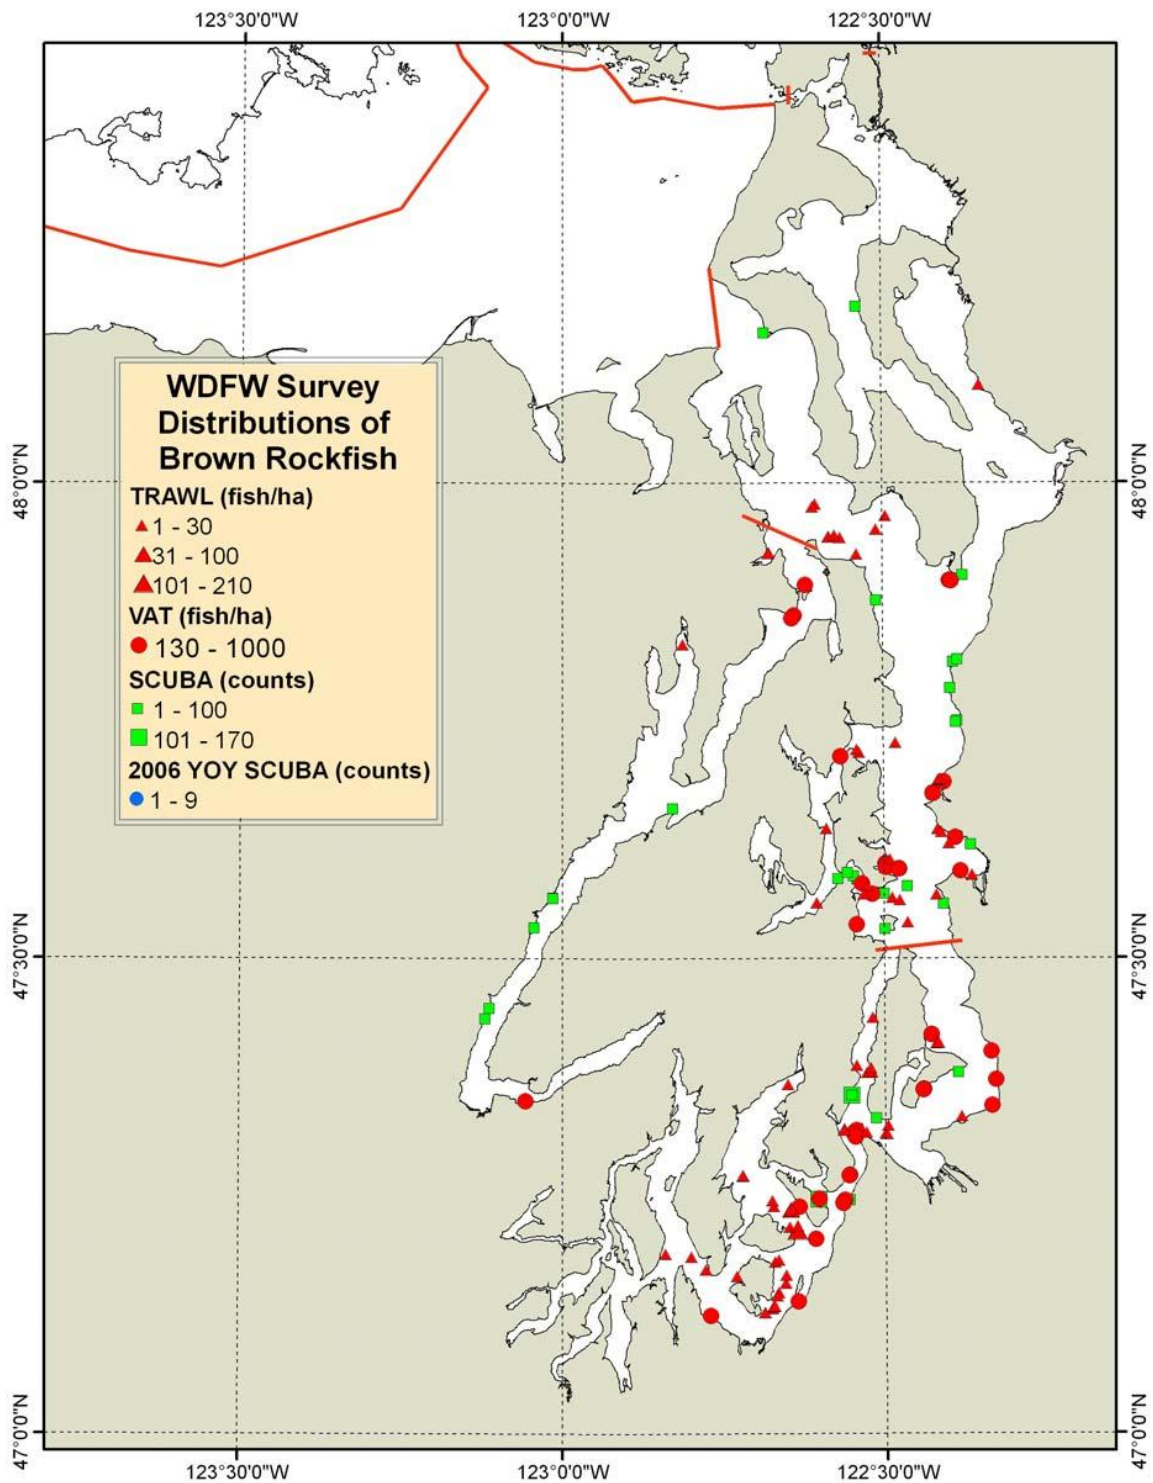 123°30'0"W 123°0'0"W 122°30'0"W
WDFW Survey
Distributions of
Brown Rockfish
TRAWL (fish/ha)
1 - 30
31 - 100
101 - 210
VAT (fish/ha)
130 - 1000
SCUBA (counts)
1 - 100
101 - 170
2006 YOY SCUBA (counts)
1 - 9
48°0'0"N
48°0'0"N
47°30'0"N
47°30'0"N
47°0'0"N
47°0'0"N
123°30'0"W 123°0'0"W 122°30'0"W